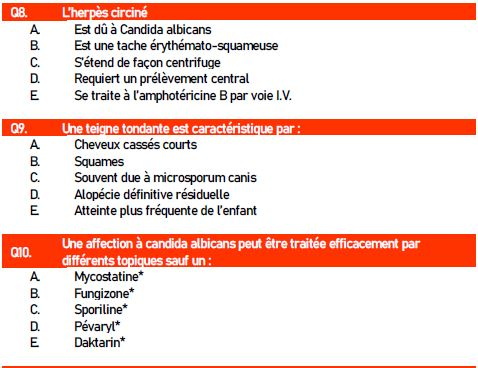 Q8. L'herpès circiné
A. Est dû à Candida albicans
B. Est une tache érythémato-squameuse
C. S'étend de façon centrifuge
D. Requiert un prélèvement central
E. Se traite à l'amphotéricine B par voie I.V.
Q9. Une teigne tondante est caractéristique par :
A. Cheveux cassés courts
B. Squames
C. Souvent due à microsporum canis
D. Alopécie définitive résiduelle
E. Atteinte plus fréquente de l'enfant
Q10. Une affection à candida albicans peut être traitée efficacement par
différents topiques sauf un :
A. Mycostatine*
B. Fungizone*
C. Sporiline*
D. Pévaryl*
E. Daktarin*